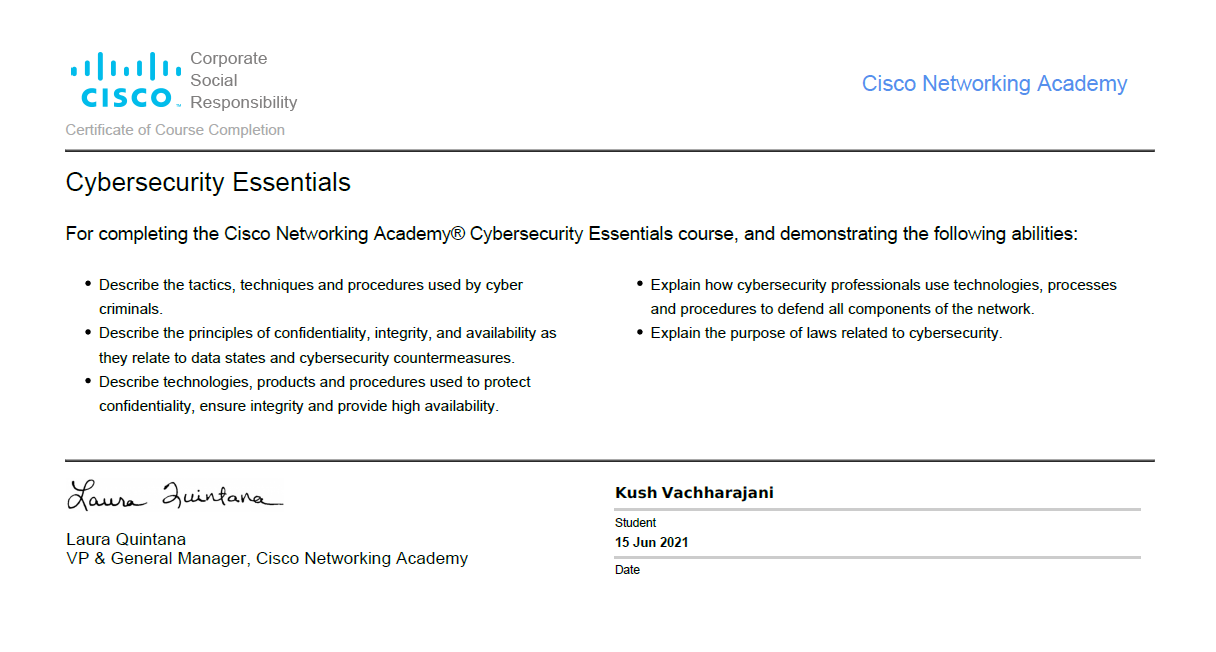 Corporate
Social
CISCO™ Responsibility
Cisco Networking Academy
Certificate of Course Completion
Cybersecurity Essentials
For completing the Cisco Networking Academy® Cybersecurity Essentials course, and demonstrating the following abilities:
• Describe the tactics, techniques and procedures used by cyber
criminals.
• Describe the principles of confidentiality, integrity, and availability as
they relate to data states and cybersecurity countermeasures.
• Describe technologies, products and procedures used to protect
confidentiality, ensure integrity and provide high availability.
• Explain how cybersecurity professionals use technologies, processes
and procedures to defend all components of the network.
• Explain the purpose of laws related to cybersecurity.
Laura Quintana
Laura Quintana
VP & General Manager, Cisco Networking Academy
Kush Vachharajani
Student
15 Jun 2021
Date